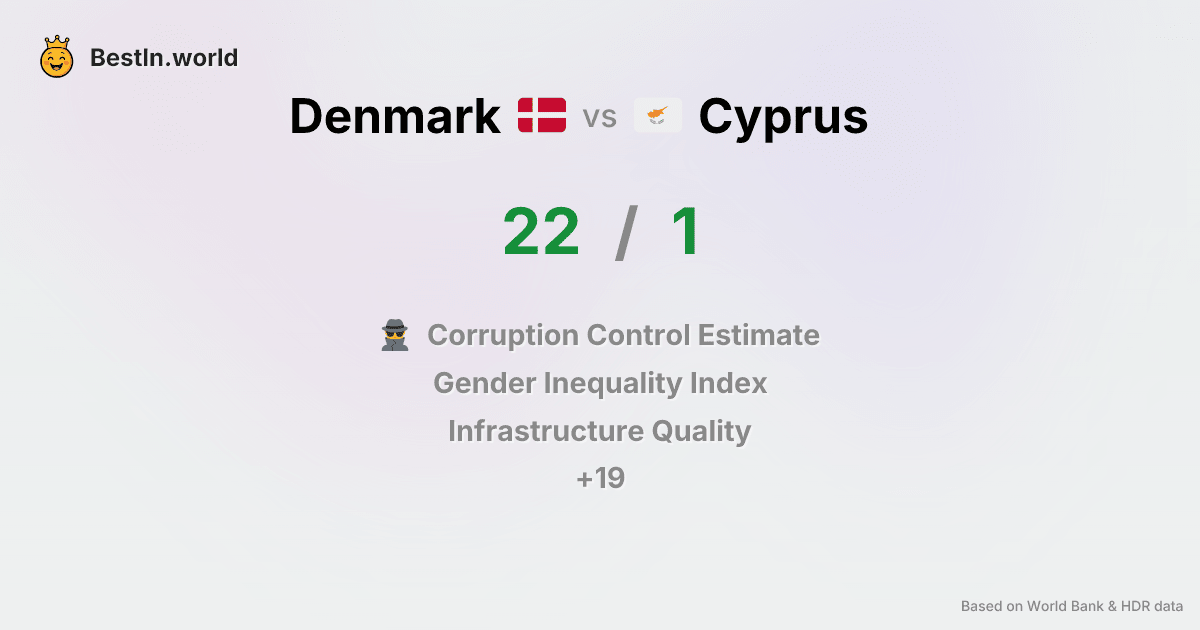 BestIn.world
Denmark vs Cyprus
22 / 1
Corruption Control Estimate
Gender Inequality Index
Infrastructure Quality
+19
Based on World Bank & HDR data